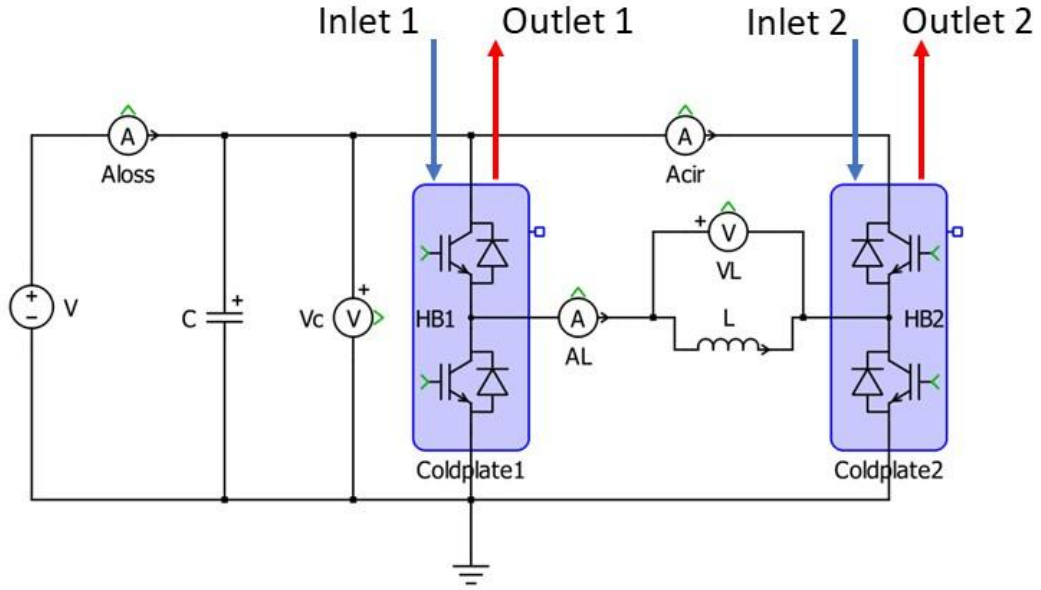 Inlet 1 Outlet 1 Inlet 2 Outlet 2
A A
Aloss Acir
+ V
VL
+ V
−
C +
+
Vc V
HB1
A
AL
L
HB2
Coldplate1 Coldplate2